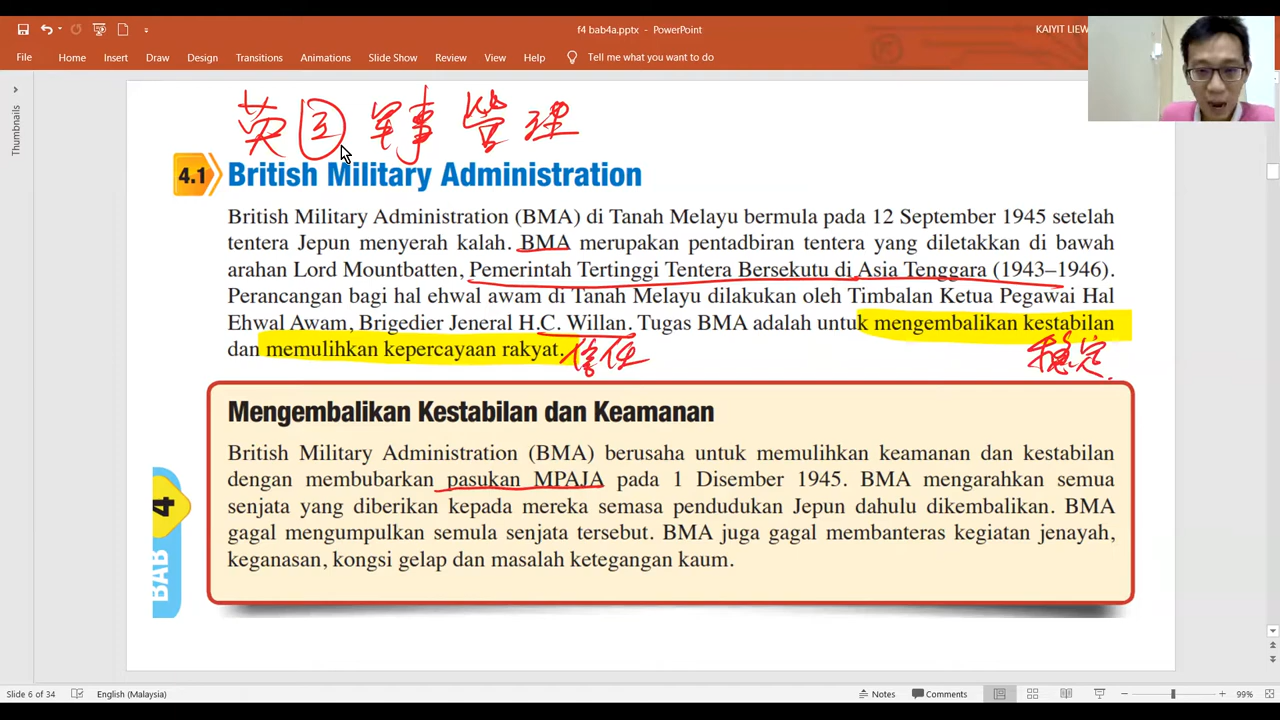 f4 bab4a.pptx - PowerPoint
KAIYIT LIEW
File Home Insert Draw Design Transitions Animations Slide Show Review View Help Tell me what you want to do
Thumbnails
英国军事管理
4.1 British Military Administration
British Military Administration (BMA) di Tanah Melayu bermula pada 12 September 1945 setelah
tentera Jepun menyerah kalah. BMA merupakan pentadbiran tentera yang diletakkan di bawah
arahan Lord Mountbatten, Pemerintah Tertinggi Tentera Bersekutu di Asia Tenggara (1943–1946).
Perancangan bagi hal ehwal awam di Tanah Melayu dilakukan oleh Timbalan Ketua Pegawai Hal
Ehwal Awam, Brigedier Jeneral H.C. Willan. Tugas BMA adalah untuk mengembalikan kestabilan
dan memulihkan kepercayaan rakyat. 信任 稳定
Mengembalikan Kestabilan dan Keamanan
British Military Administration (BMA) berusaha untuk memulihkan keamanan dan kestabilan
dengan membubarkan pasukan MPAJA pada 1 Disember 1945. BMA mengarahkan semua
senjata yang diberikan kepada mereka semasa pendudukan Jepun dahulu dikembalikan. BMA
gagal mengumpulkan semula senjata tersebut. BMA juga gagal membanteras kegiatan jenayah,
keganasan, kongsi gelap dan masalah ketegangan kaum.
BAB 4
Slide 6 of 34 English (Malaysia) Notes Comments 99%